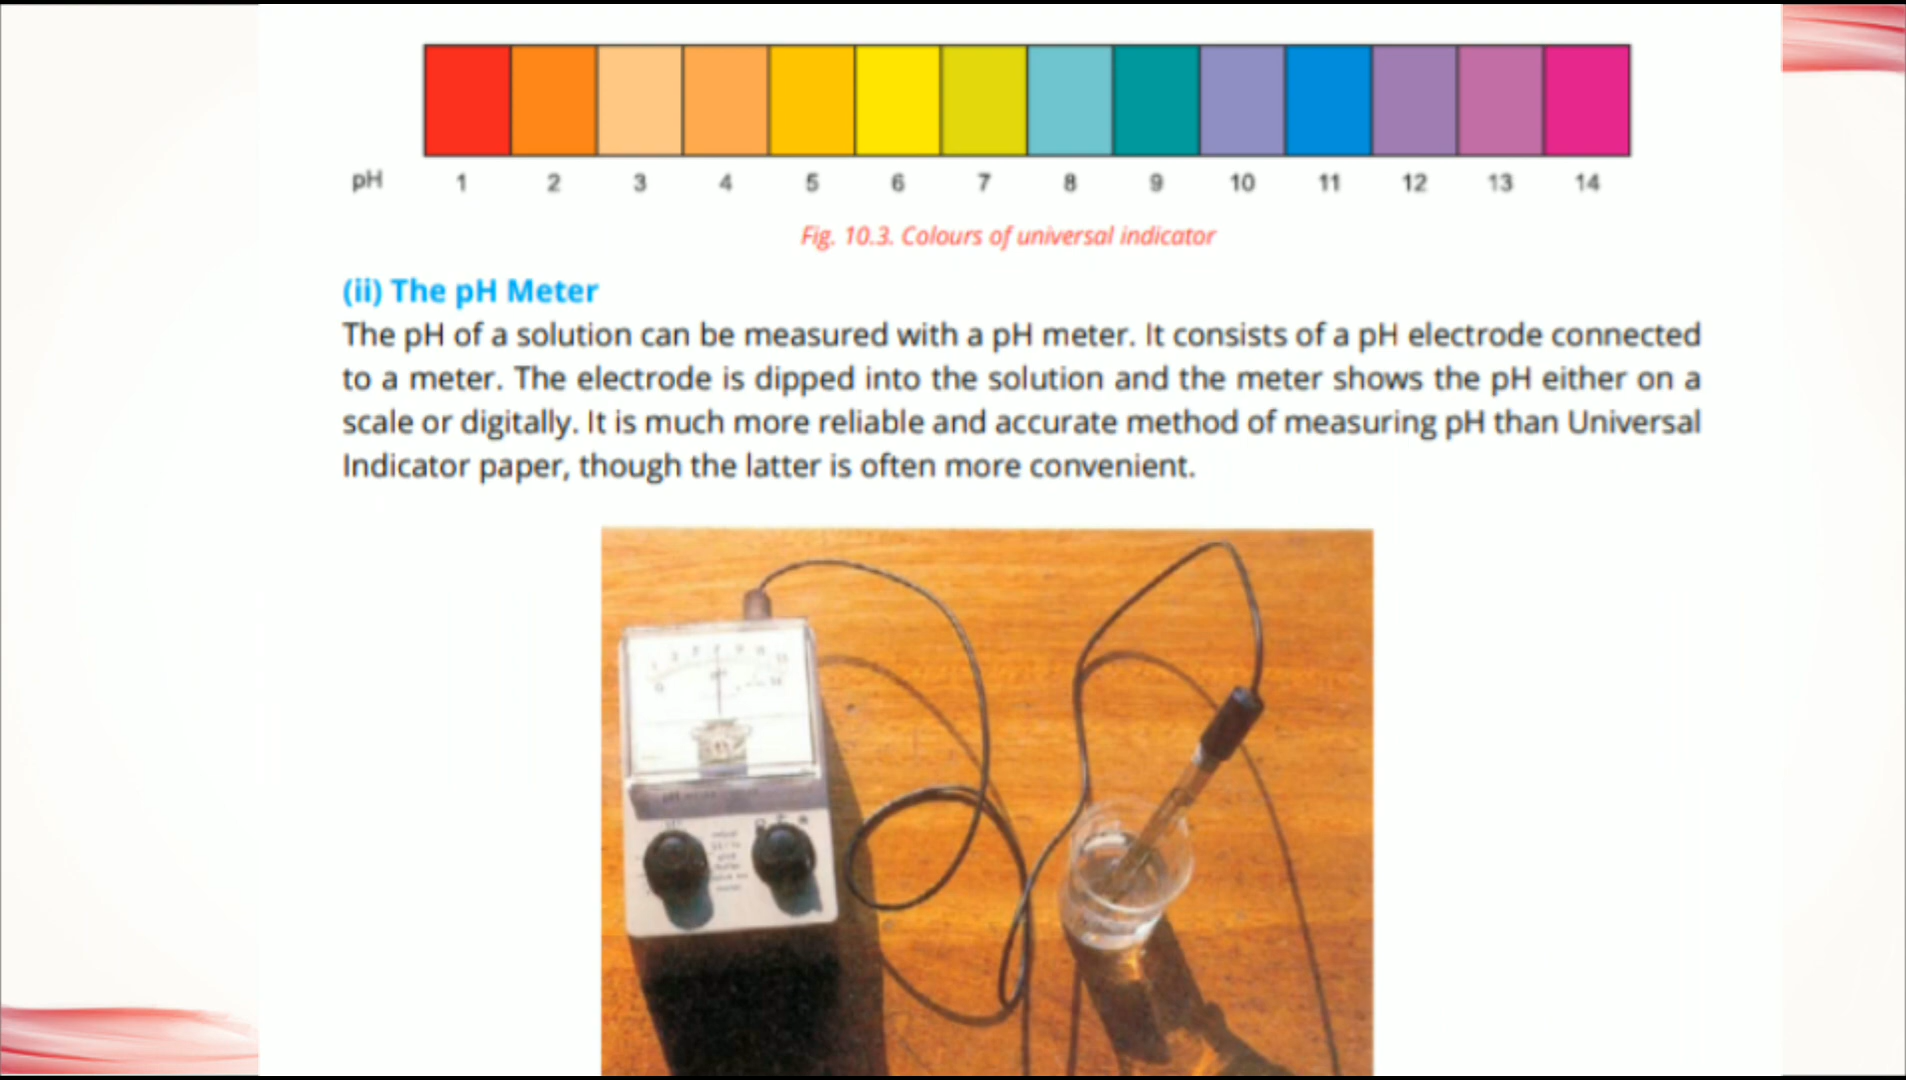 pH 1 2 3 4 5 6 7 8 9 10 11 12 13 14
Fig. 10.3. Colours of universal indicator
(ii) The pH Meter
The pH of a solution can be measured with a pH meter. It consists of a pH electrode connected
to a meter. The electrode is dipped into the solution and the meter shows the pH either on a
scale or digitally. It is much more reliable and accurate method of measuring pH than Universal
Indicator paper, though the latter is often more convenient.
pH